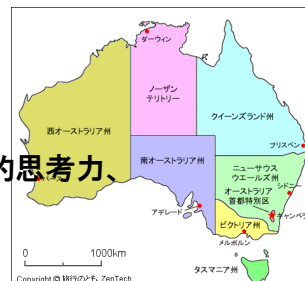 ダーウィン
ノーザン
テリトリー
クイーンズランド州
西オーストラリア州
ブリスベン
南オーストラリア州
的思考力、
ニューサウス
ウエールズ州
シドニー
オーストラリア
首都特別区
アデレード
キャンベラ
ビクトリア州
メルボルン
0 1000km
タスマニア州
Copyright © 旅行のとも、ZenTech